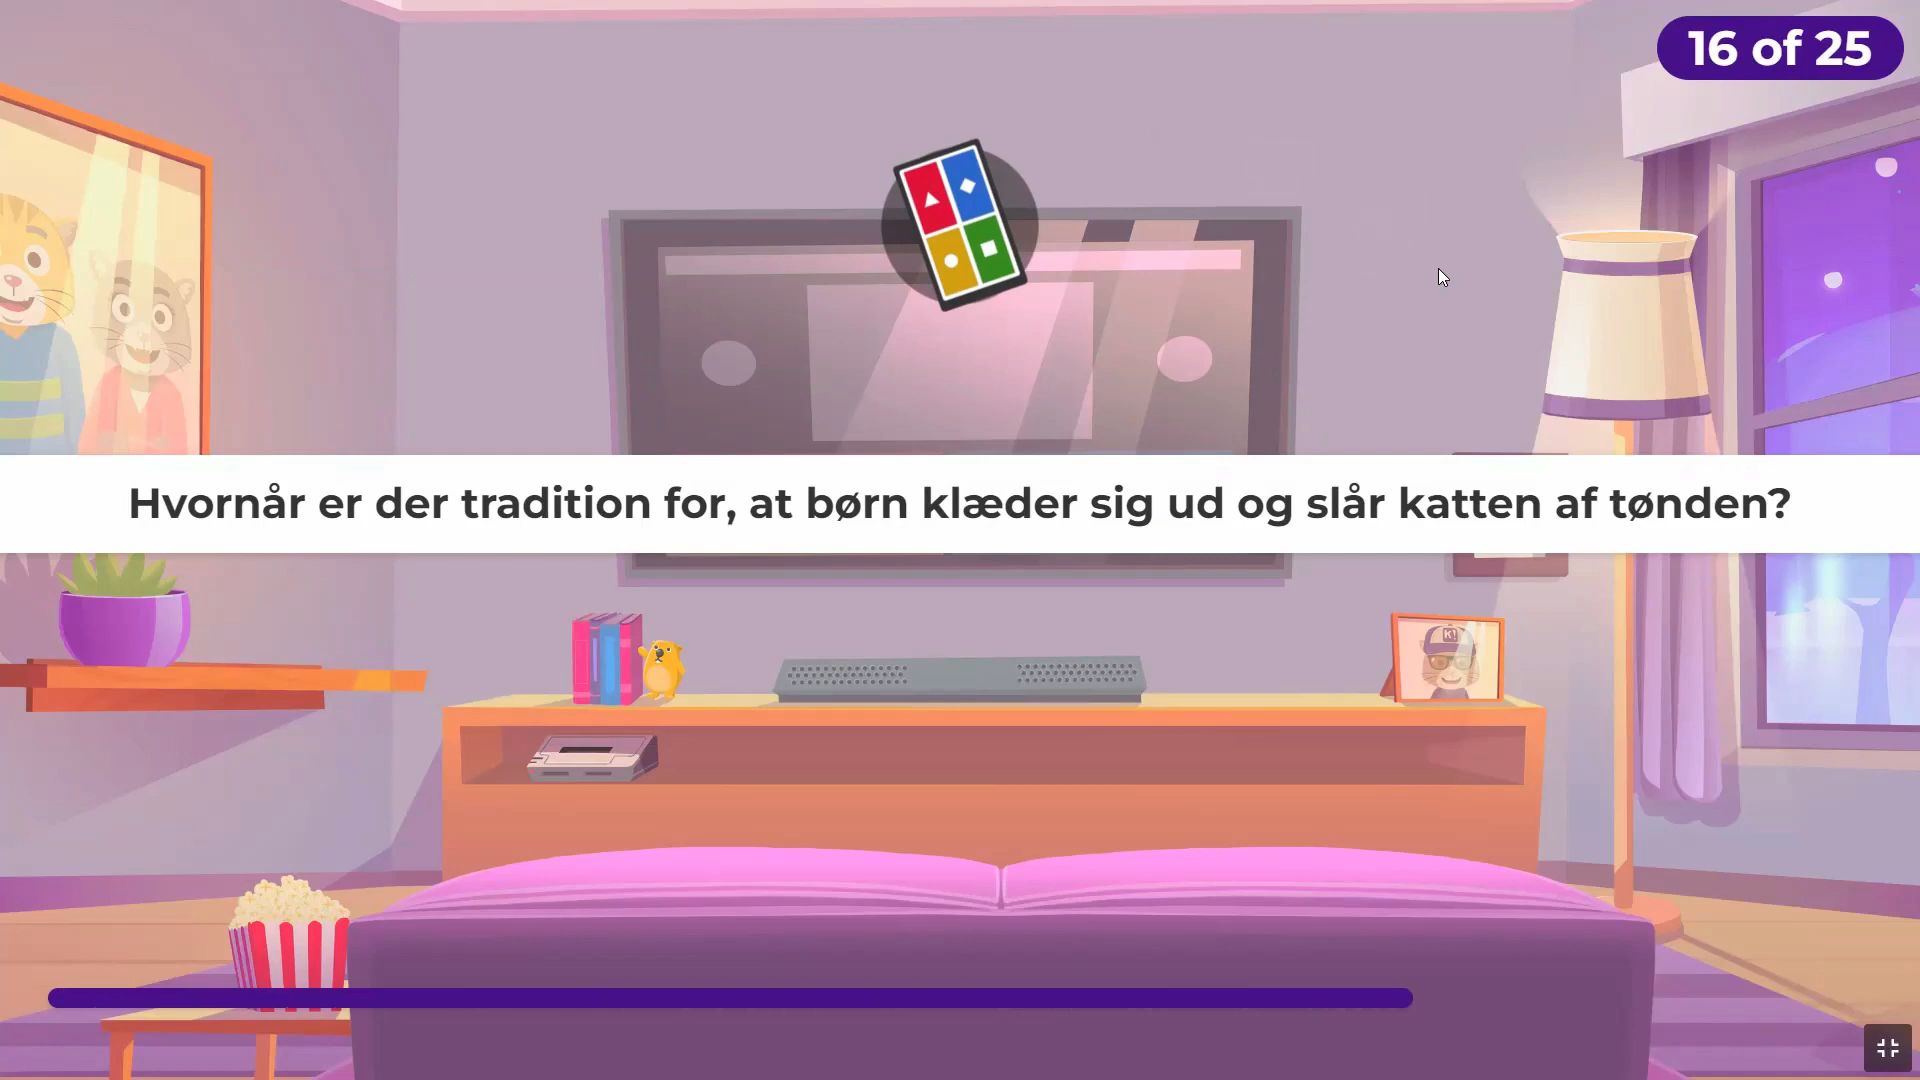 16 of 25
Hvornår er der tradition for, at børn klæder sig ud og slår katten af tønden?
K!